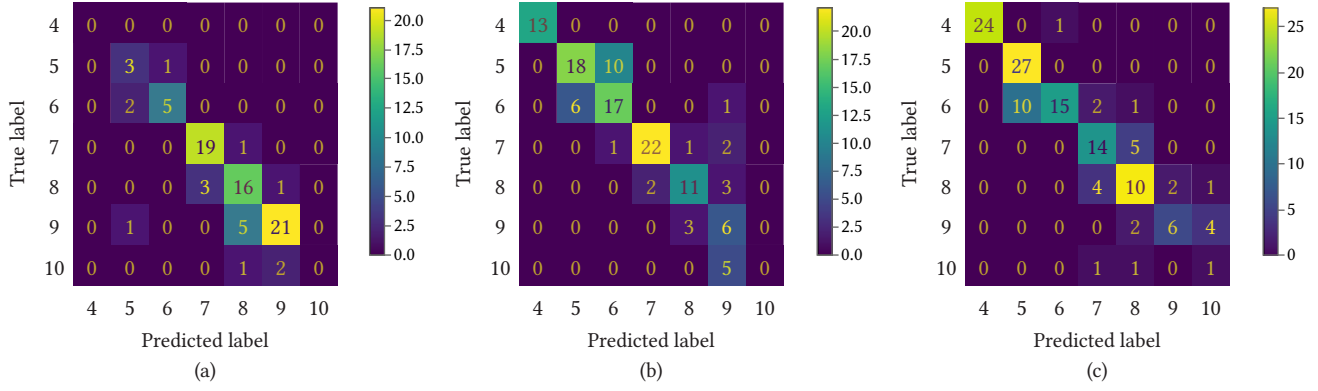 4 0 0 0 0 0 0 0
5 0 3 1 0 0 0 0
6 0 2 5 0 0 0 0
7 0 0 0 19 1 0 0
8 0 0 0 3 16 1 0
9 0 1 0 0 5 21 0
10 0 0 0 0 1 2 0
4 5 6 7 8 9 10
True label
Predicted label
20.0
17.5
15.0
12.5
10.0
7.5
5.0
2.5
0.0
(a)
4 13 0 0 0 0 0 0
5 0 18 10 0 0 0 0
6 0 6 17 0 0 1 0
7 0 0 1 22 1 2 0
8 0 0 0 2 11 3 0
9 0 0 0 0 3 6 0
10 0 0 0 0 0 5 0
4 5 6 7 8 9 10
True label
Predicted label
20.0
17.5
15.0
12.5
10.0
7.5
5.0
2.5
0.0
(b)
4 24 0 1 0 0 0 0
5 0 27 0 0 0 0 0
6 0 10 15 2 1 0 0
7 0 0 0 14 5 0 0
8 0 0 0 4 10 2 1
9 0 0 0 0 2 6 4
10 0 0 0 1 1 0 1
4 5 6 7 8 9 10
True label
Predicted label
25
20
15
10
5
0
(c)